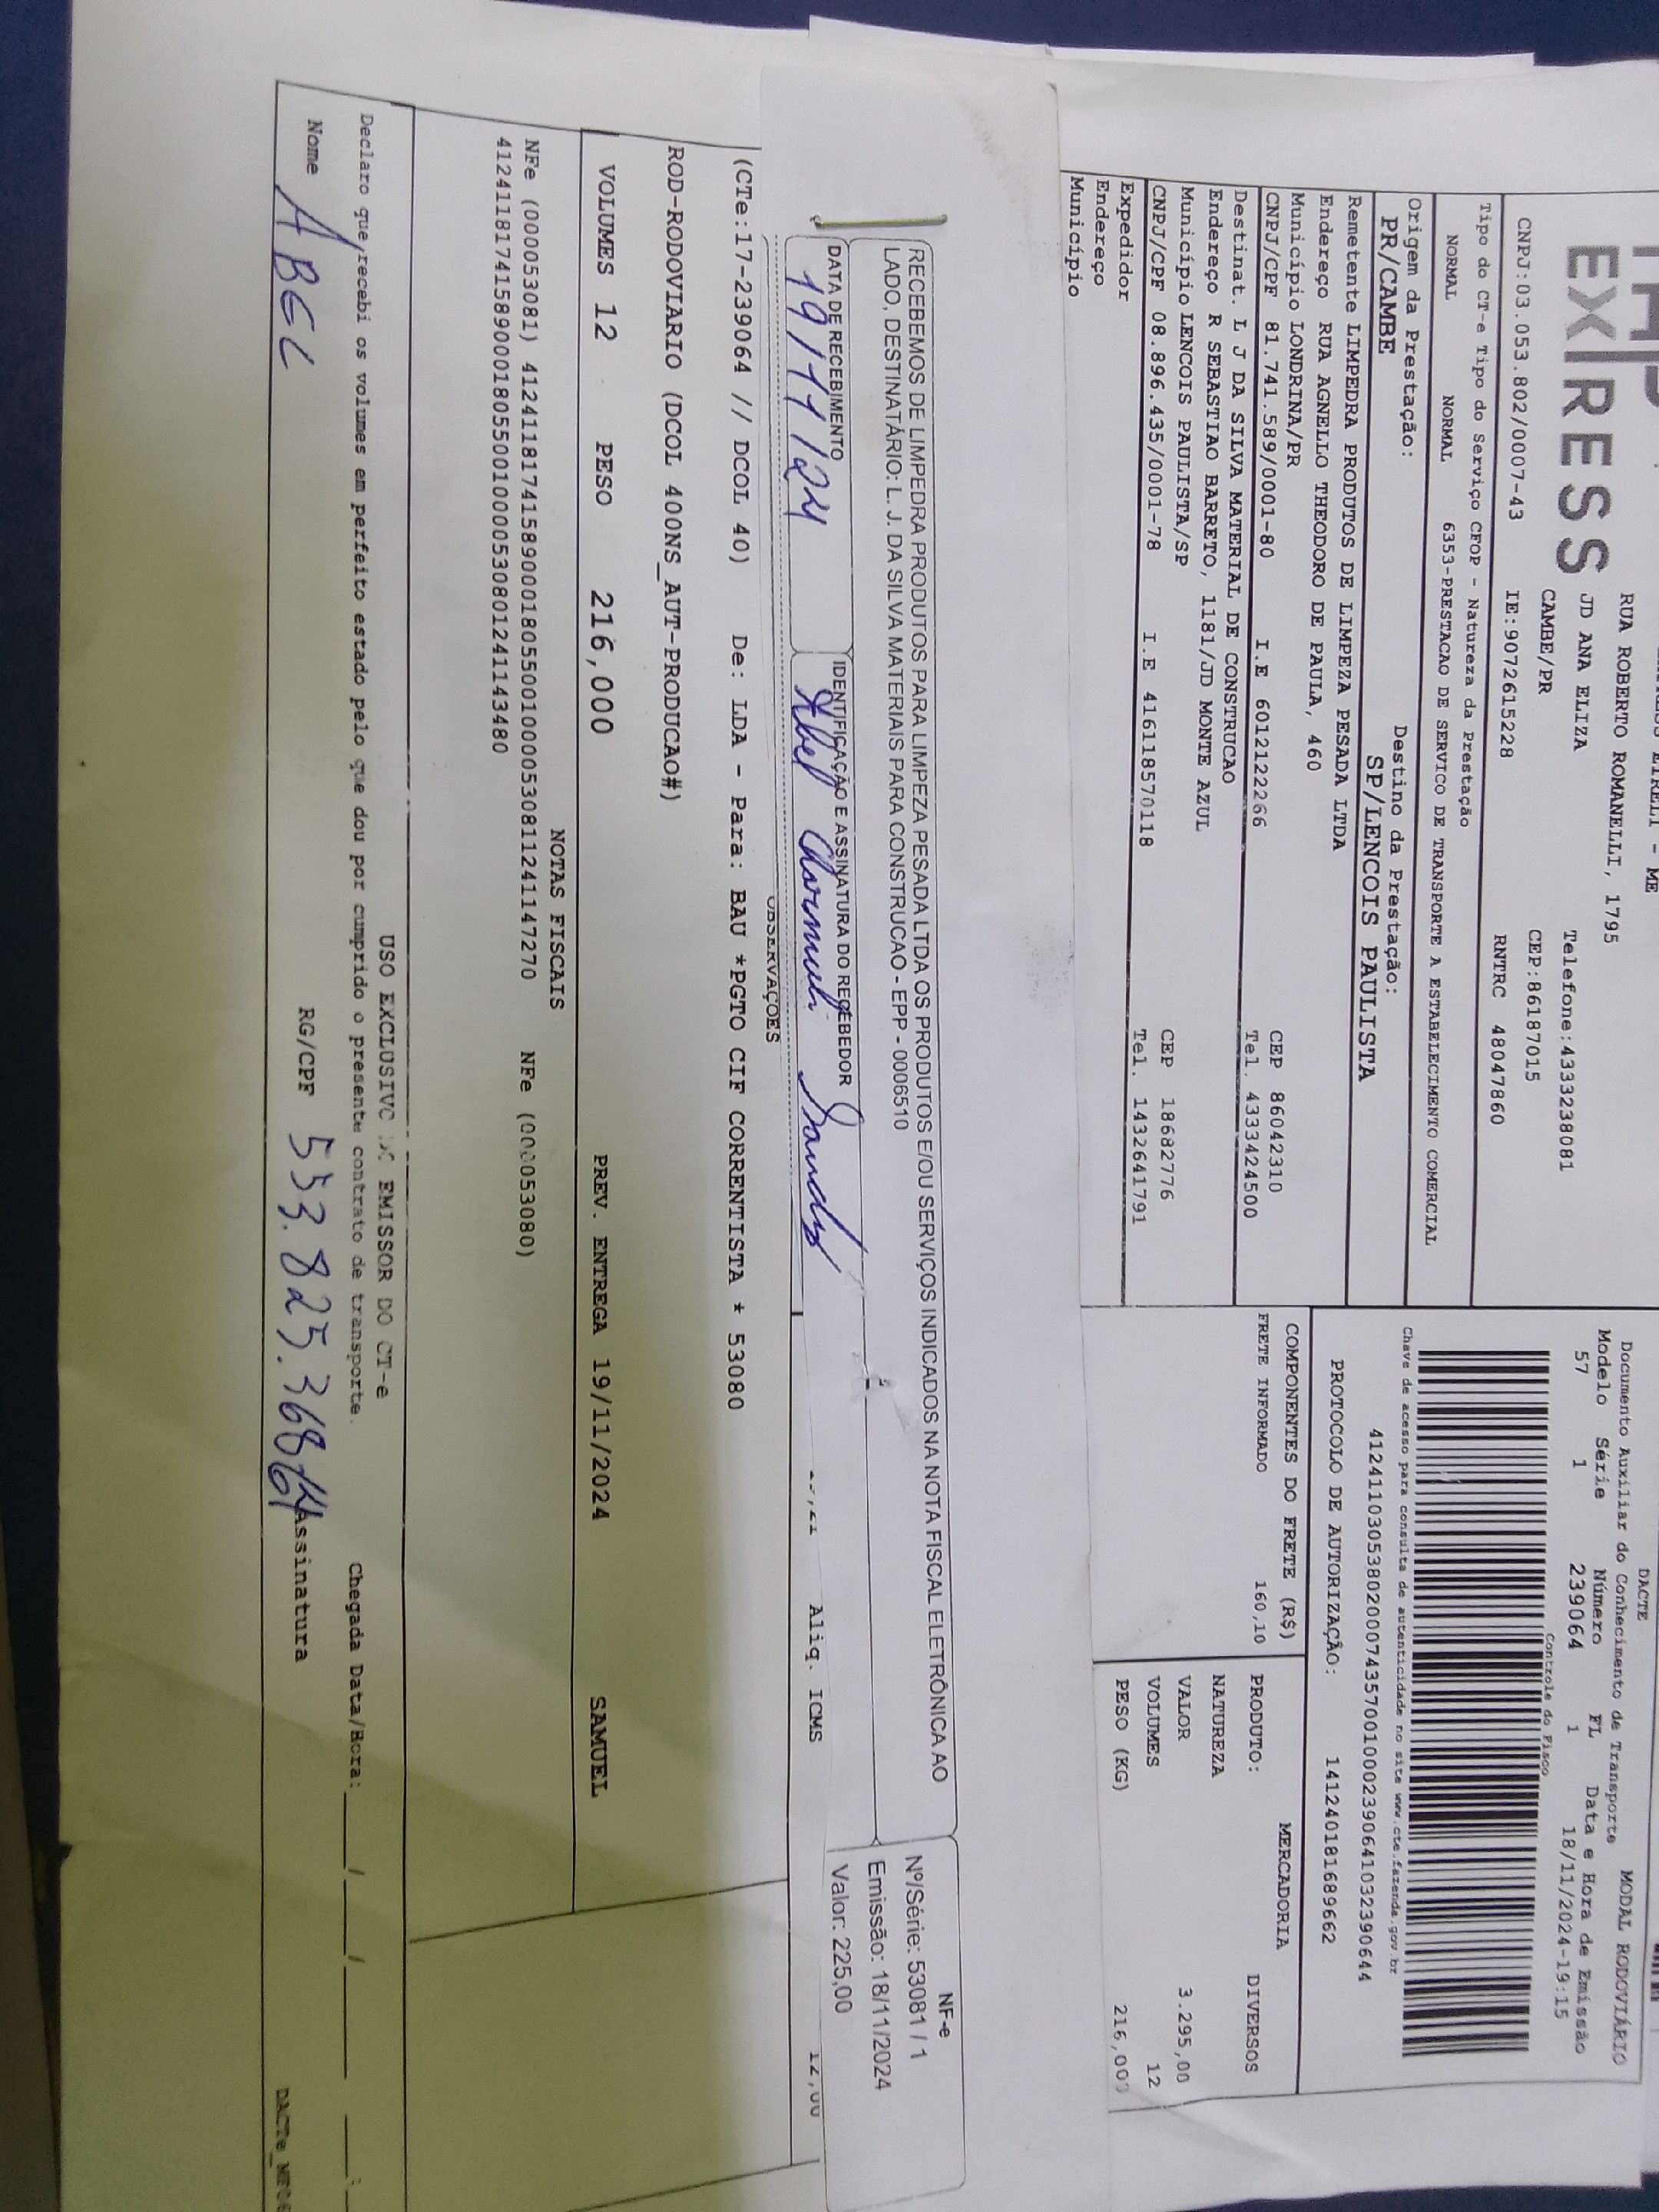 EXPRESS
RUA ROBERTO ROMANELLI, 1795
JD ANA ELIZA
Telefone:4333238081
CAMBE/PR
CEP:86187015
CNPJ:03.053.802/0007-43 IE:9072615228 RNTRC 48047860
Tipo do CT-e Tipo do Serviço CFOP - Natureza da Prestação
NORMAL NORMAL 6353-PRESTACAO DE SERVICO DE TRANSPORTE A ESTABELECIMENTO COMERCIAL
Origem da Prestação: Destino da Prestação:
PR/CAMBE SP/LENCOIS PAULISTA
Remetente LIMPEDRA PRODUTOS DE LIMPEZA PESADA LTDA
Endereço RUA AGNELLO THEODORO DE PAULA, 460
Município LONDRINA/PR CEP 86042310
CNPJ/CPF 81.741.589/0001-80 I.E 6012122266 Tel. 4333424500
Destinat. L J DA SILVA MATERIAL DE CONSTRUCAO
Endereço R SEBASTIAO BARRETO, 1181/JD MONTE AZUL
Município LENCOIS PAULISTA/SP CEP 18682776
CNPJ/CPF 08.896.435/0001-78 I.E 416118570118 Tel. 1432641791
Expedidor
Endereço
Município
DACTE MODAL RODOVIÁRIO
Documento Auxiliar do Conhecimento de Transporte
Modelo Série Número FL Data e Hora de Emissão
57 1 239064 1 18/11/2024-19:15
Controle do Fisco
Chave de acesso para consulta de autenticidade no site www.cte.fazenda.gov.br
41241103053802000743570010002390641032390644
PROTOCOLO DE AUTORIZAÇÃO: 141240181689662
COMPONENTES DO FRETE (R$)
FRETE INFORMADO 160,10
MERCADORIA
PRODUTO: DIVERSOS
NATUREZA
VALOR 3.295,00
VOLUMES 12
PESO (KG) 216,000
RECEBEMOS DE LIMPEDRA PRODUTOS PARA LIMPEZA PESADA LTDA OS PRODUTOS E/OU SERVIÇOS INDICADOS NA NOTA FISCAL ELETRÔNICA AO
LADO, DESTINATÁRIO: L. J. DA SILVA MATERIAIS PARA CONSTRUCAO - EPP - 0006510
DATA DE RECEBIMENTO IDENTIFICAÇÃO E ASSINATURA DO RECEBEDOR
19/11/24 Abel
NF-e
Nº/Série: 53081 / 1
Emissão: 18/11/2024
Valor: 225,00
Aliq. ICMS 12,00
OBSERVAÇÕES
(CTe:17-239064 // DCOL 40) De: LDA - Para: BAU *PGTO CIF CORRENTISTA * 53080
ROD-RODOVIARIO (DCOL 400NS_AUT-PRODUCAO#)
VOLUMES 12 PESO 216,000 PREV. ENTREGA 19/11/2024 SAMUEL
NOTAS FISCAIS
NFe (000053081) 41241181741589000180550010000530811241147270 NFe (000053080)
41241181741589000180550010000530801241143480
USO EXCLUSIVO DO EMISSOR DO CT-e
Declaro que recebi os volumes em perfeito estado pelo que dou por cumprido o presente contrato de transporte. Chegada Data/Hora: ___/___/_____ ___:
Nome ABEL RG/CPF 553.825.368 Assinatura